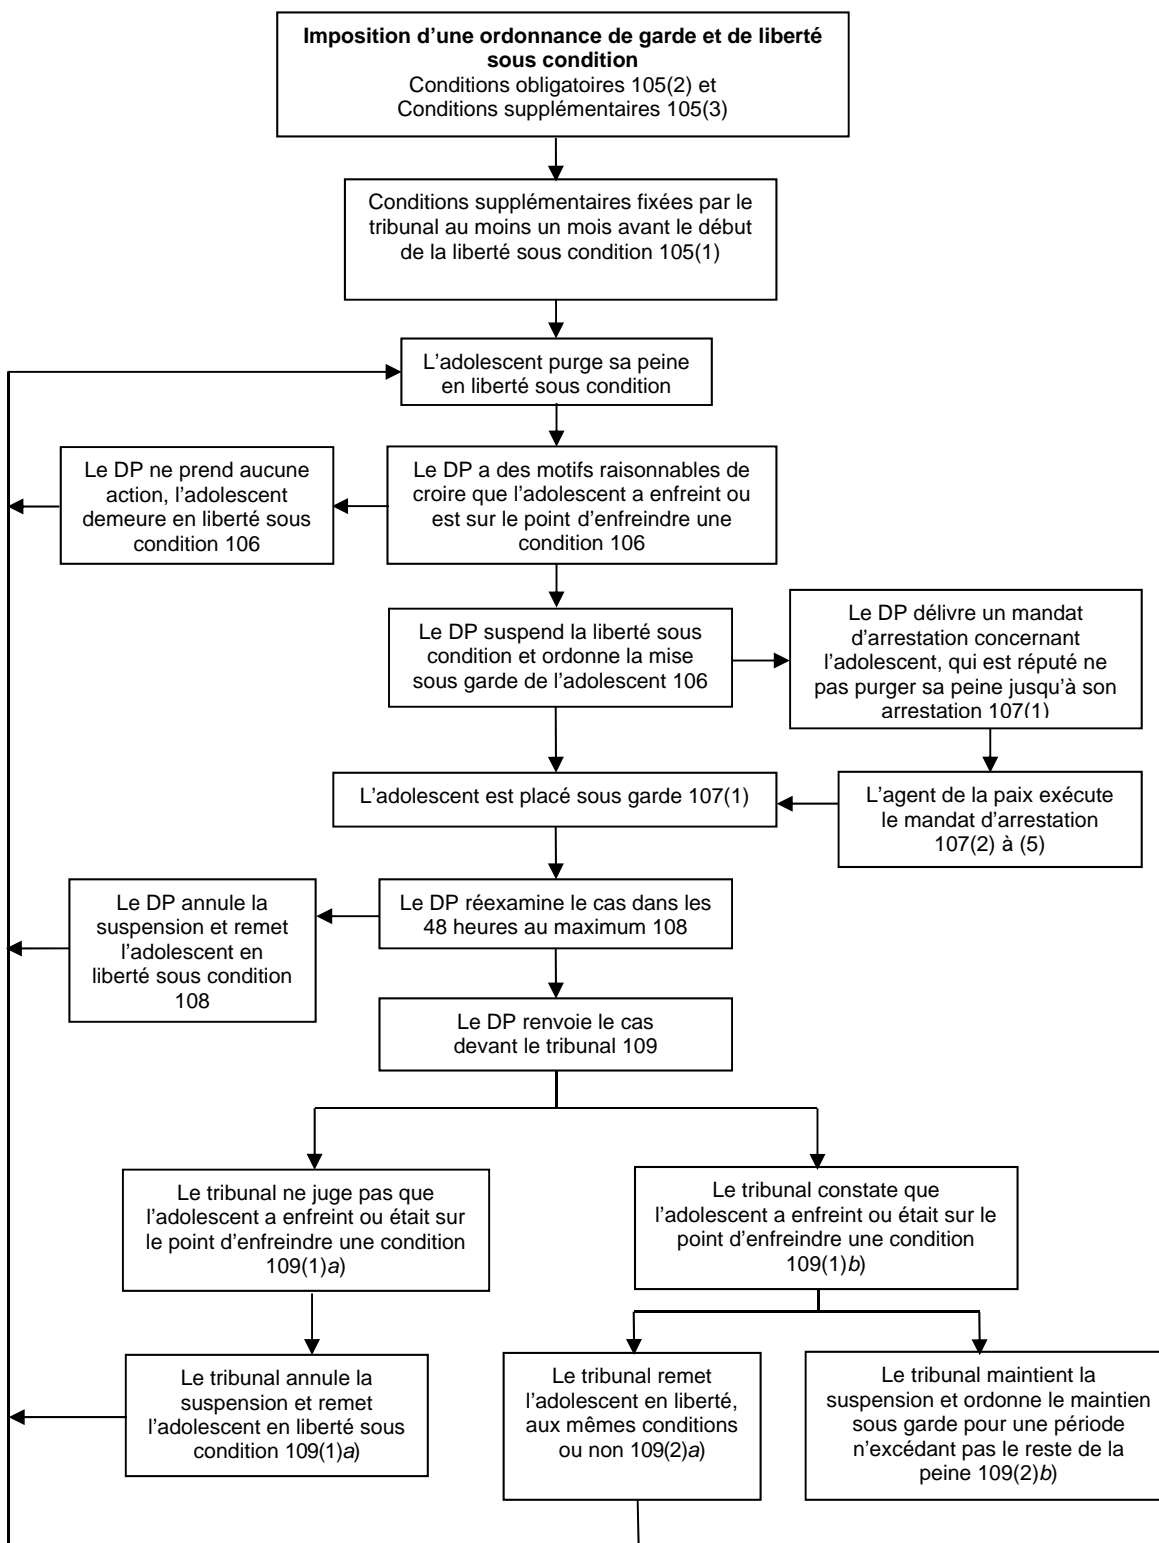 Imposition d'une ordonnance de garde et de liberté
sous condition
Conditions obligatoires 105(2) et
Conditions supplémentaires 105(3)
Conditions supplémentaires fixées par le
tribunal au moins un mois avant le début
de la liberté sous condition 105(1)
L'adolescent purge sa peine
en liberté sous condition
Le DP ne prend aucune
action, l'adolescent
demeure en liberté sous
condition 106
Le DP a des motifs raisonnables de
croire que l'adolescent a enfreint ou
est sur le point d'enfreindre une
condition 106
Le DP suspend la liberté sous
condition et ordonne la mise
sous garde de l'adolescent 106
Le DP délivre un mandat
d'arrestation concernant
l'adolescent, qui est réputé ne
pas purger sa peine jusqu'à son
arrestation 107(1)
L'adolescent est placé sous garde 107(1)
L'agent de la paix exécute
le mandat d'arrestation
107(2) à (5)
Le DP annule la
suspension et remet
l'adolescent en
liberté sous condition
108
Le DP réexamine le cas dans les
48 heures au maximum 108
Le DP renvoie le cas
devant le tribunal 109
Le tribunal ne juge pas que
l'adolescent a enfreint ou était sur
le point d'enfreindre une condition
109(1)a)
Le tribunal constate que
l'adolescent a enfreint ou était sur le
point d'enfreindre une condition
109(1)b)
Le tribunal annule la
suspension et remet
l'adolescent en liberté sous
condition 109(1)a)
Le tribunal remet
l'adolescent en liberté,
aux mêmes conditions
ou non 109(2)a)
Le tribunal maintient la
suspension et ordonne le maintien
sous garde pour une période
n'excédant pas le reste de la
peine 109(2)b)